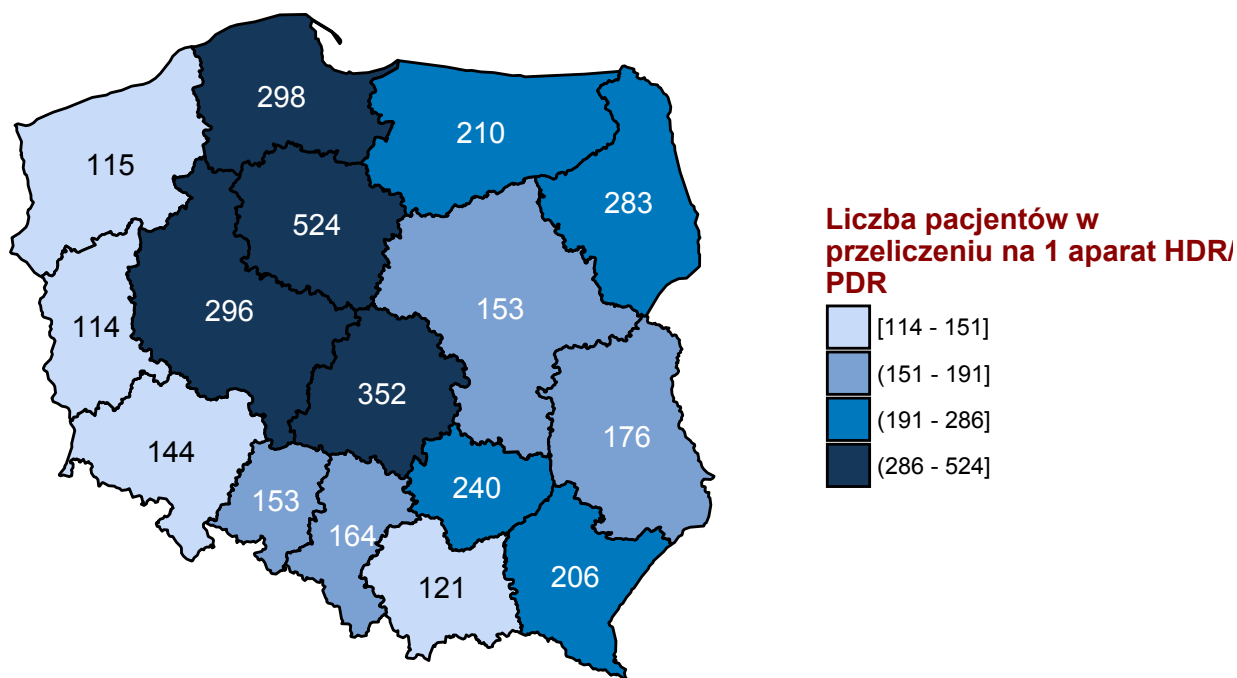 298
210
115
283
524
296
153
114
352
176
144
240
153
164
206
121
Liczba pacjentów w
przeliczeniu na 1 aparat HDR/
PDR
[114 - 151]
(151 - 191]
(191 - 286]
(286 - 524]